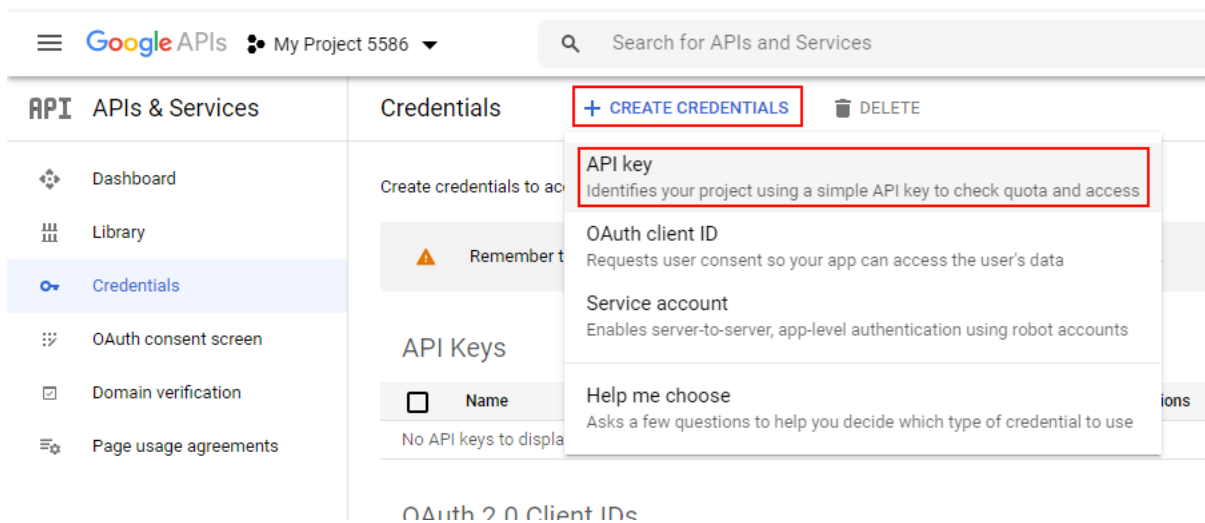 Google APIs My Project 5586 Search for APIs and Services
API APIs & Services Credentials + CREATE CREDENTIALS DELETE
Dashboard
Library
Credentials
OAuth consent screen
Domain verification
Page usage agreements
Create credentials to ac
Remember t
API key
Identifies your project using a simple API key to check quota and access
OAuth client ID
Requests user consent so your app can access the user's data
Service account
Enables server-to-server, app-level authentication using robot accounts
Help me choose
Asks a few questions to help you decide which type of credential to use
API Keys
Name ions
No API keys to displa
OAuth 2.0 Client IDs